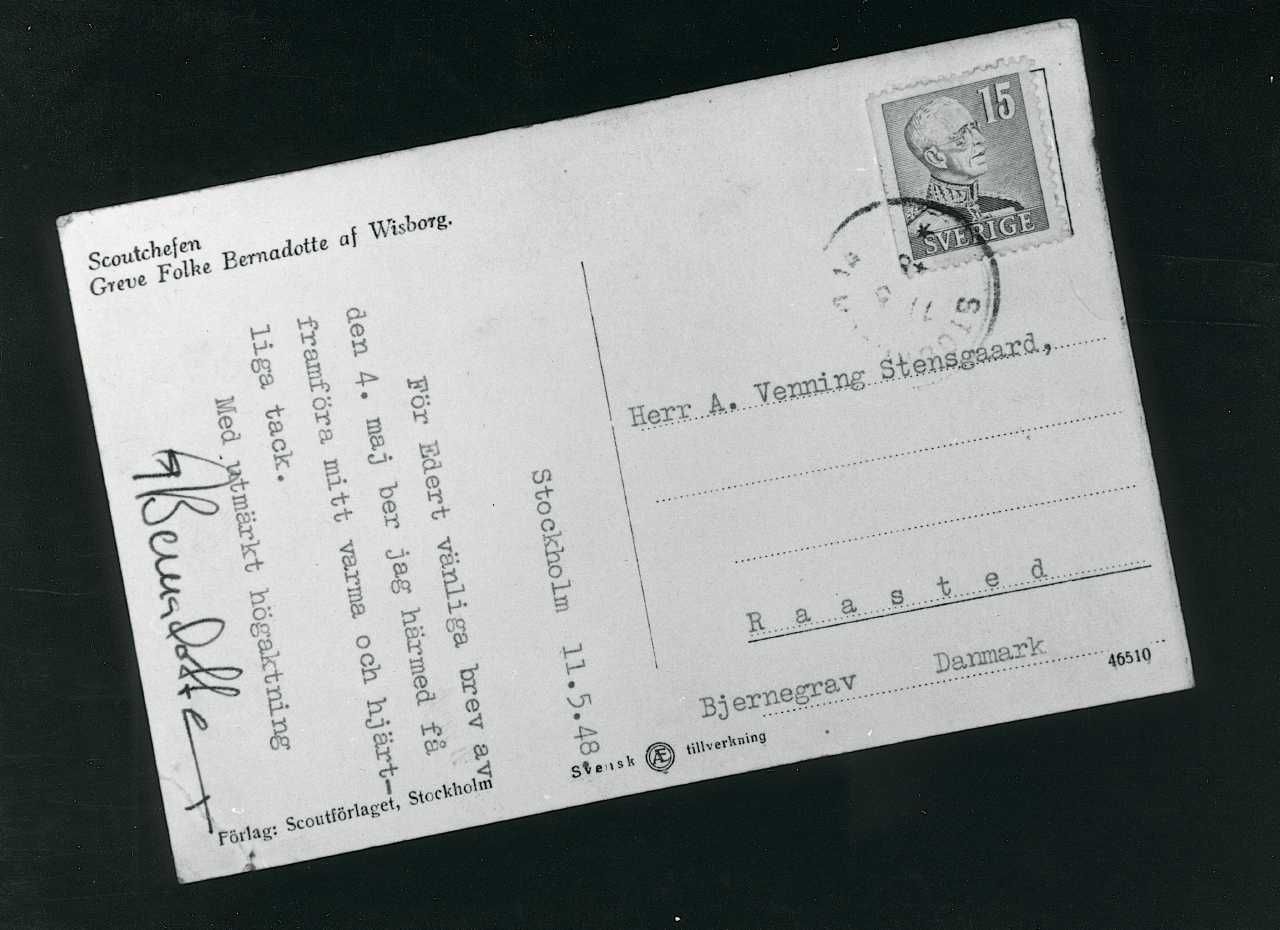 Scoutchefen
Greve Folke Bernadotte af Wisborg.
Stockholm 11.5.48.
För Edert vänliga brev av
den 4. maj ber jag härmed få
framföra mitt varma och hjärt-
liga tack.
Med utmärkt högaktning
Bernadotte
Förlag: Scoutförlaget, Stockholm
Svensk Æ tillverkning
15
SVERIGE
Herr A. Venning Stensgaard,
Raasted
Bjernegrav Danmark
46510